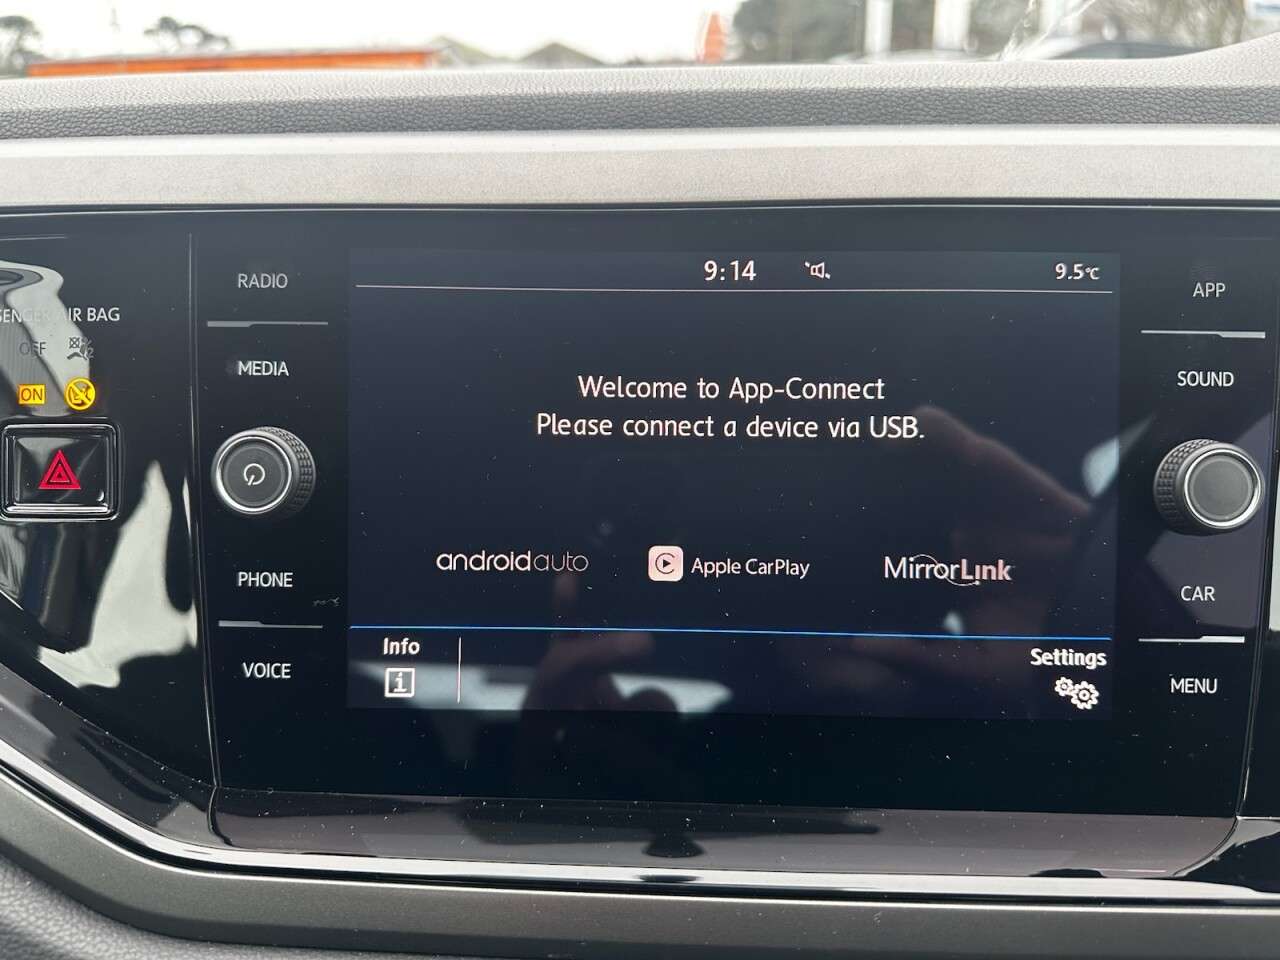 9:14
9.5°C
RADIO
MEDIA
PHONE
VOICE
AIR BAG
OFF
ON
Welcome to App-Connect
Please connect a device via USB.
androidauto
Apple CarPlay
MirrorLink
Info
i
Settings
APP
SOUND
CAR
MENU